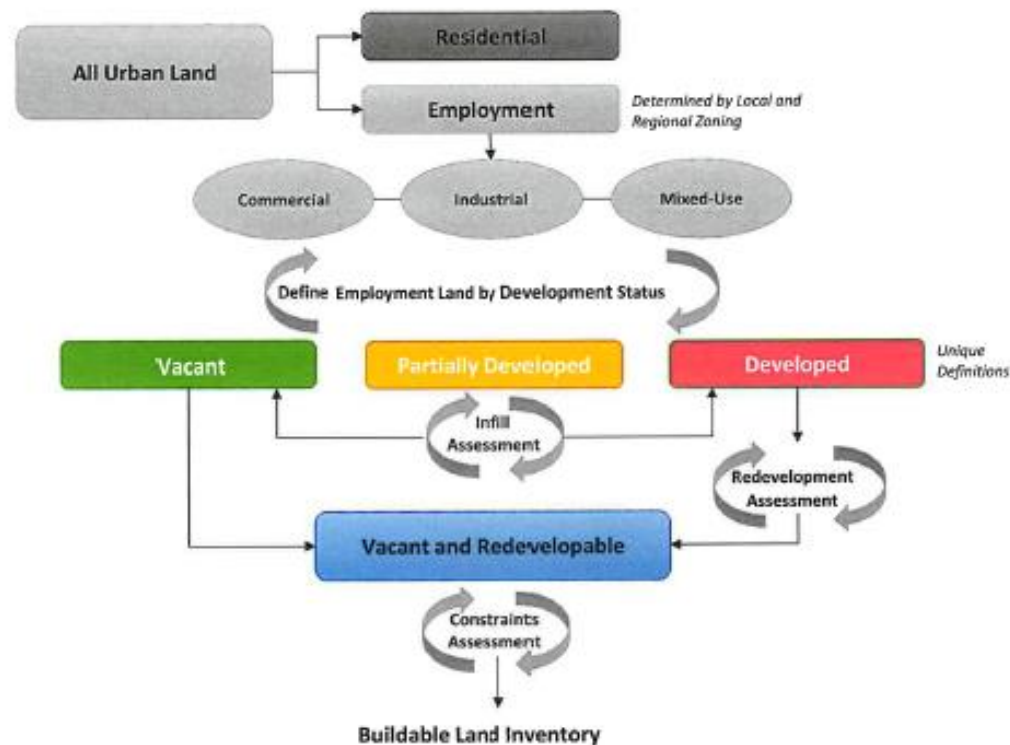 Residential
All Urban Land
Employment
Determined by Local and
Regional Zoning
Commercial
Industrial
Mixed-Use
Define Employment Land by Development Status
Vacant
Partially Developed
Developed
Unique
Definitions
Infill
Assessment
Redevelopment
Assessment
Vacant and Redevelopable
Constraints
Assessment
Buildable Land Inventory